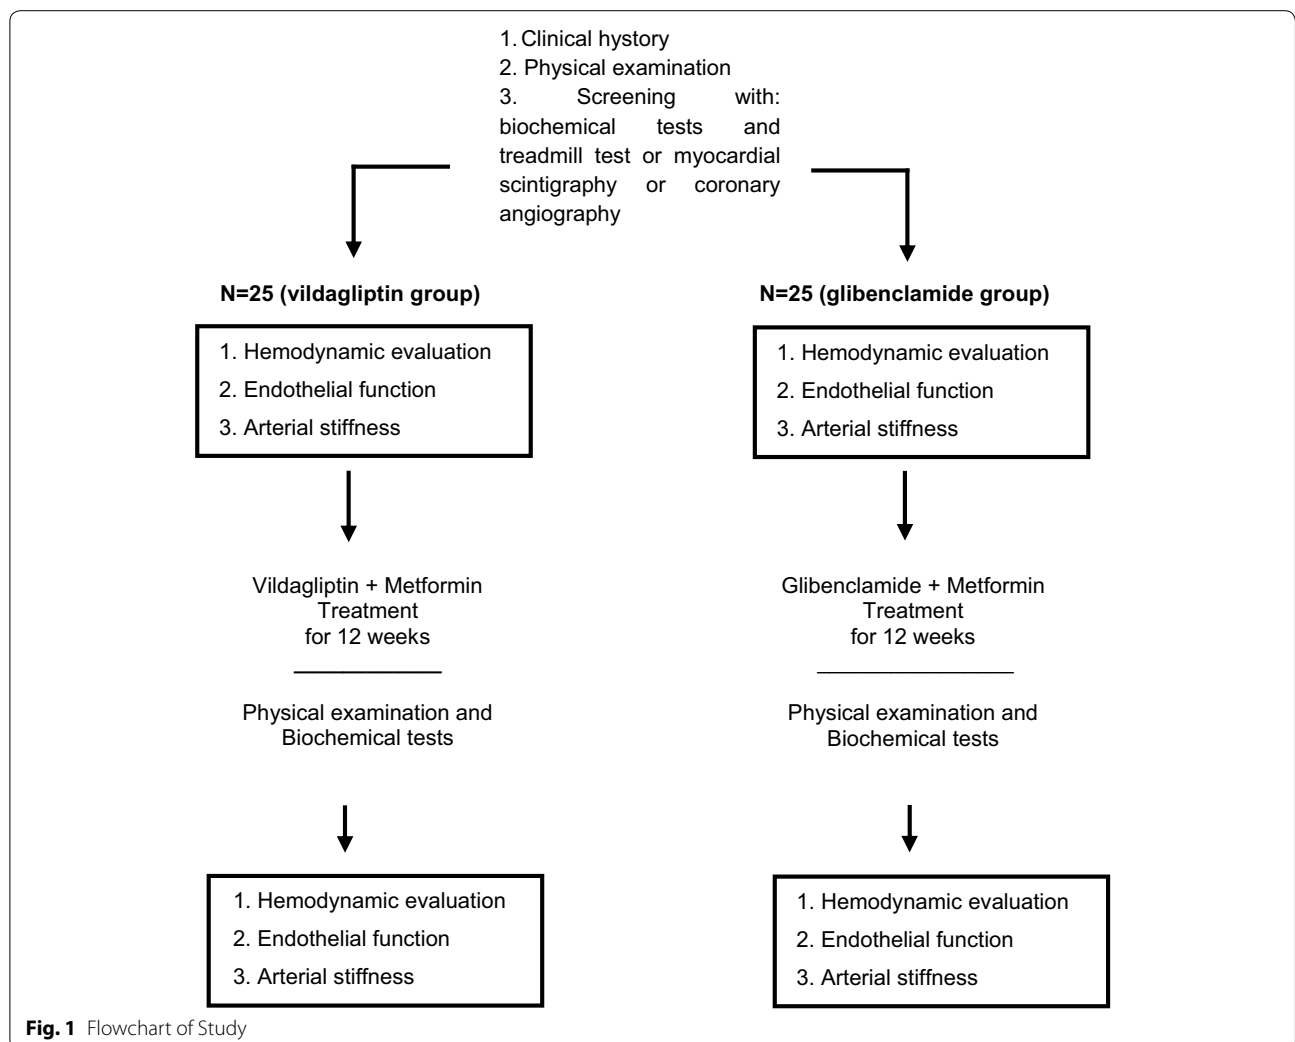 1. Clinical hystory
2. Physical examination
3. Screening with:
biochemical tests and
treadmill test or myocardial
scintigraphy or coronary
angiography
N=25 (vildagliptin group)
1. Hemodynamic evaluation
2. Endothelial function
3. Arterial stiffness
Vildagliptin + Metformin
Treatment
for 12 weeks
Physical examination and
Biochemical tests
1. Hemodynamic evaluation
2. Endothelial function
3. Arterial stiffness
N=25 (glibenclamide group)
1. Hemodynamic evaluation
2. Endothelial function
3. Arterial stiffness
Glibenclamide + Metformin
Treatment
for 12 weeks
Physical examination and
Biochemical tests
1. Hemodynamic evaluation
2. Endothelial function
3. Arterial stiffness
Fig. 1 Flowchart of Study